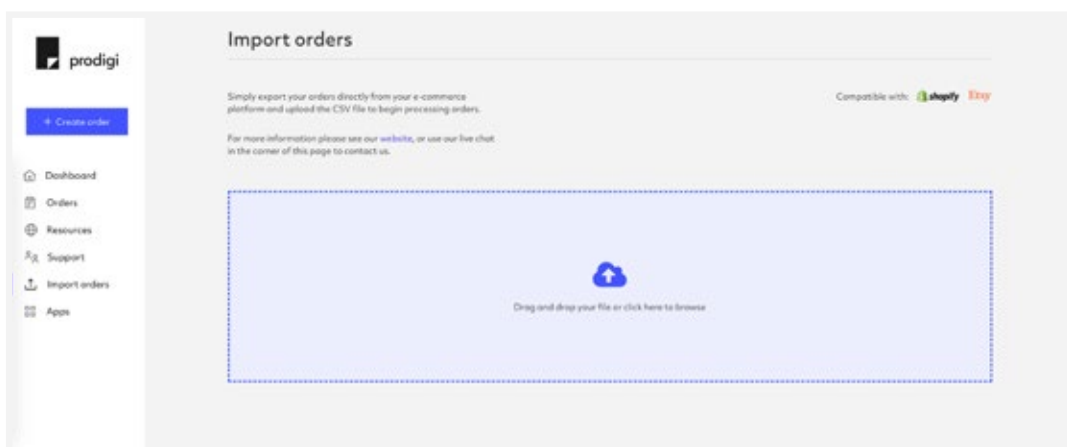 prodigi
+ Create order
Dashboard
Orders
Resources
Support
Import orders
Apps
Import orders
Simply export your orders directly from your e-commerce
platform and upload the CSV file to begin processing orders.
For more information please see our website, or use our live chat
in the corner of this page to contact us.
Compatible with: shopify Etsy
Drag and drop your file or click here to browse